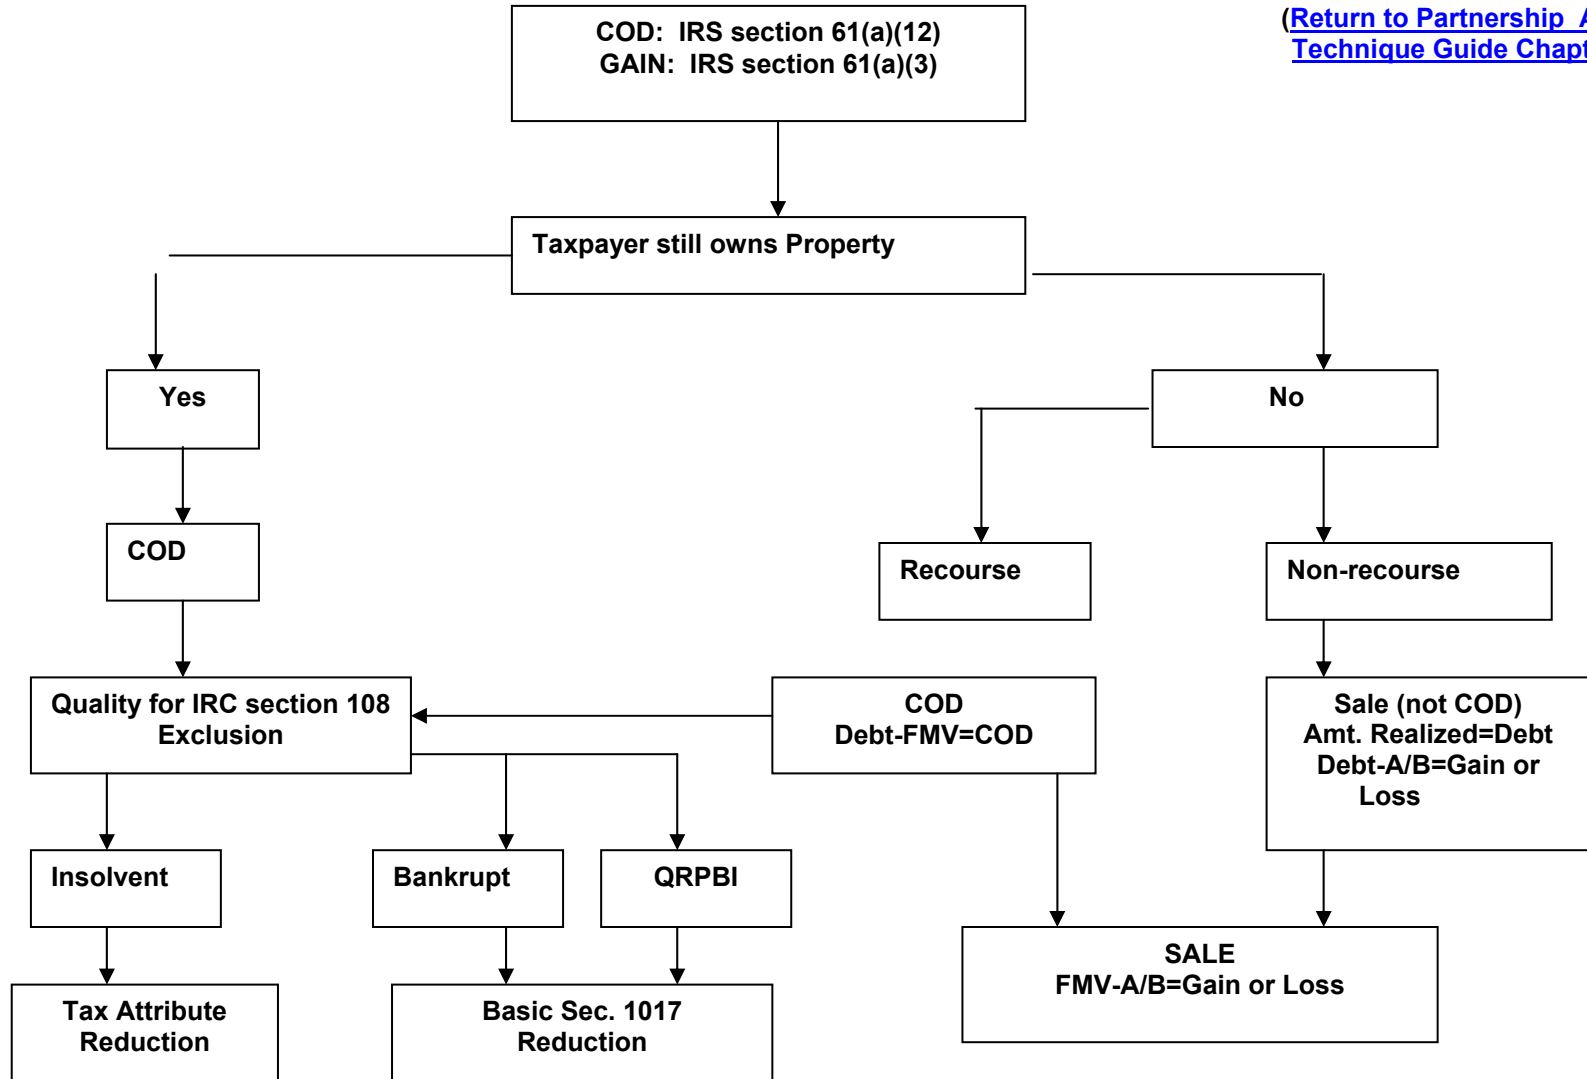 COD: IRS section 61(a)(12)
GAIN: IRS section 61(a)(3)
(Return to Partnership
Technique Guide
Taxpayer still owns Property
Yes
No
COD
Recourse
Non-recourse
Quality for IRC section 108
Exclusion
COD
Debt-FMV=COD
Sale (not COD)
Amt. Realized=Debt
Debt-A/B=Gain or
Loss
Insolvent
Bankrupt
QRPBI
SALE
FMV-A/B=Gain or Loss
Tax Attribute
Reduction
Basic Sec. 1017
Reduction